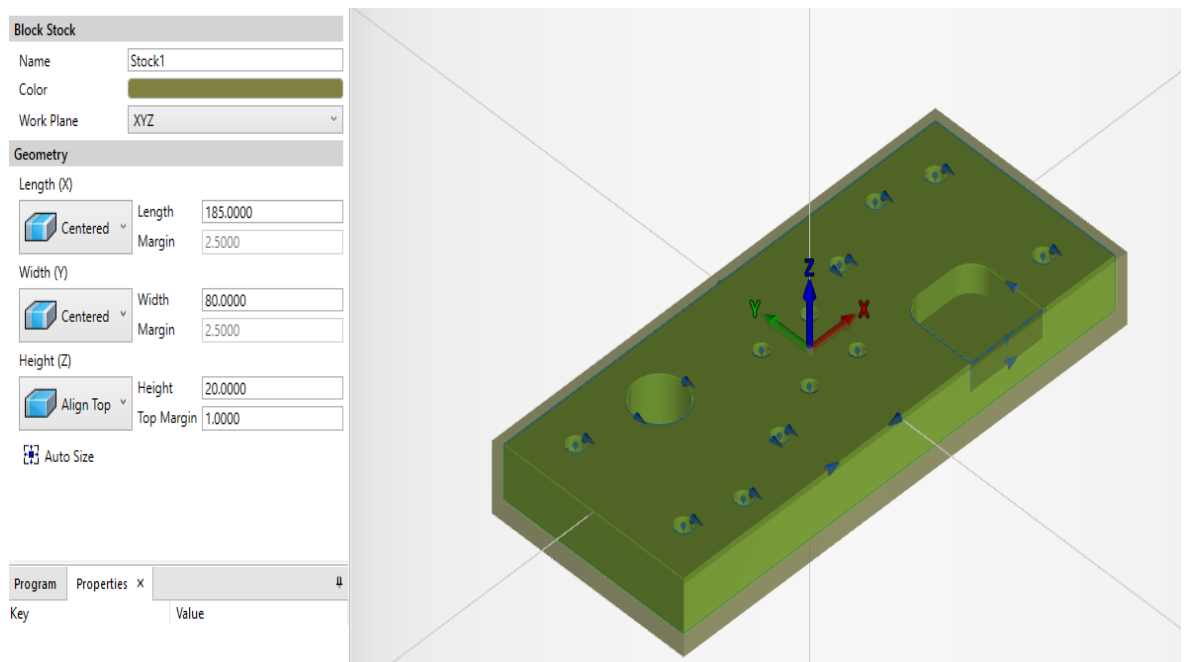 Block Stock
Name Stock1
Color
Work Plane XYZ
Geometry
Length (X)
Centered
Length 185.0000
Margin 2.5000
Width (Y)
Centered
Width 80.0000
Margin 2.5000
Height (Z)
Align Top
Height 20.0000
Top Margin 1.0000
Auto Size
Program Properties ×
Key Value
Z
Y X